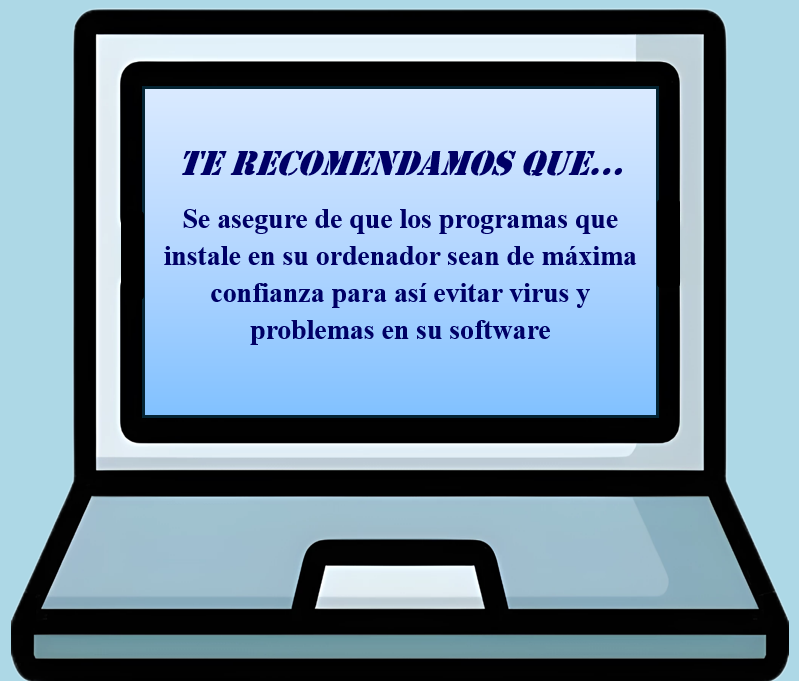 TE RECOMENDAMOS QUE...
Se asegure de que los programas que
instale en su ordenador sean de máxima
confianza para así evitar virus y
problemas en su software